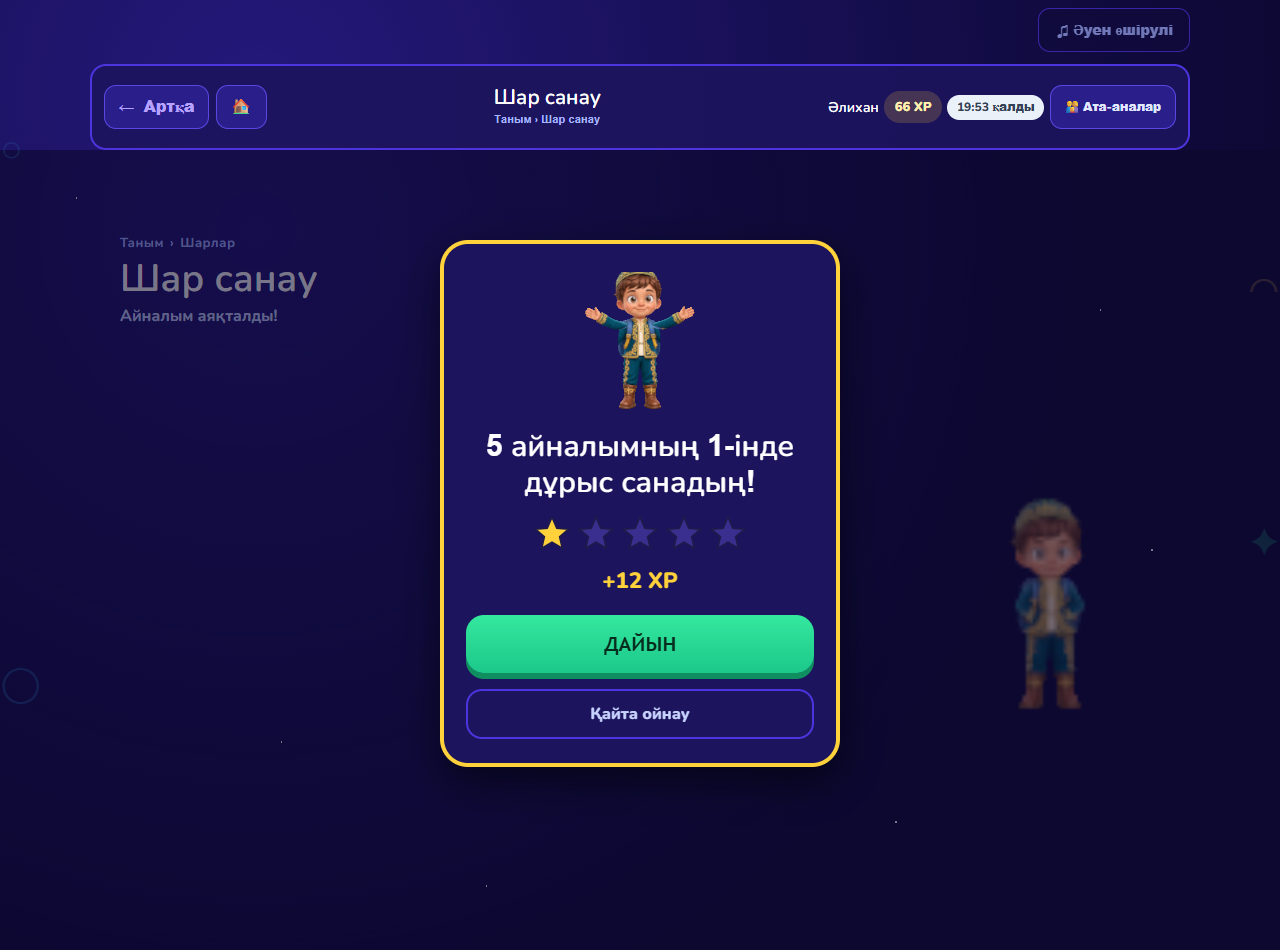 Әуен өшірулі
← Артқа
Шар санау
Таным › Шар санау
Әлихан
66 XP
19:53 қалды
Ата-аналар
Таным › Шарлар
Шар санау
Айналым аяқталды!
5 айналымның 1-інде
дұрыс санадың!
+12 XP
ДАЙЫН
Қайта ойнау